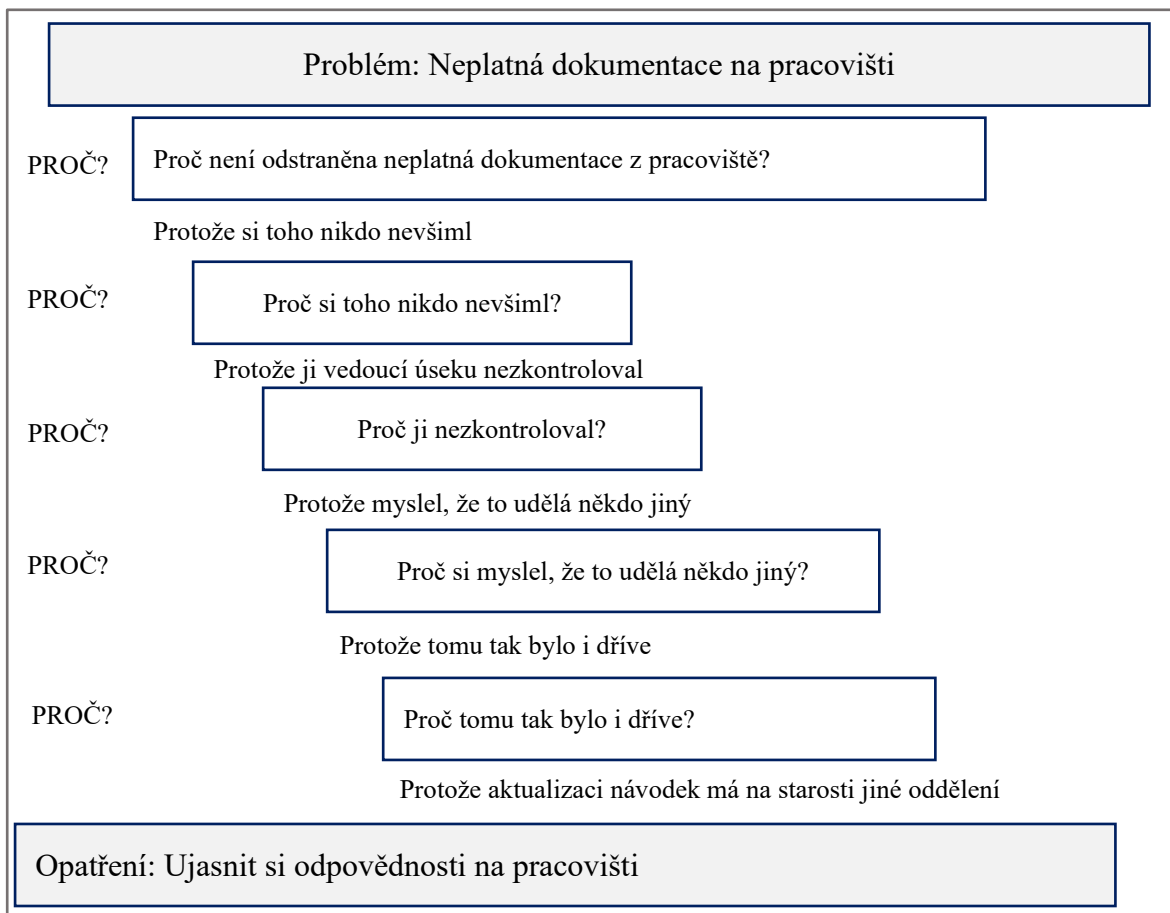 Problém: Neplatná dokumentace na pracovišti
PROČ? Proč není odstraněna neplatná dokumentace z pracoviště?
Protože si toho nikdo nevšiml
PROČ? Proč si toho nikdo nevšiml?
Protože ji vedoucí úseku nezkontroloval
PROČ? Proč ji nezkontroloval?
Protože myslel, že to udělá někdo jiný
PROČ? Proč si myslel, že to udělá někdo jiný?
Protože tomu tak bylo i dříve
PROČ? Proč tomu tak bylo i dříve?
Protože aktualizaci návodek má na starosti jiné oddělení
Opatření: Ujasnit si odpovědnosti na pracovišti